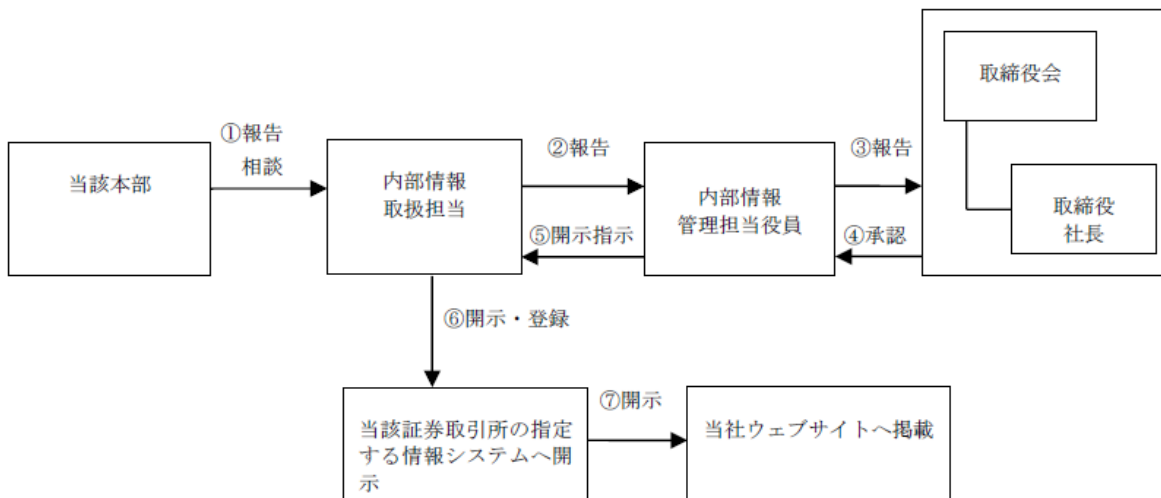 取締役会
①報告
相談
②報告
③報告
当該本部
内部情報
取扱担当
内部情報
管理担当役員
取締役
社長
⑤開示指示
④承認
⑥開示・登録
⑦開示
当該証券取引所の指定
する情報システムへ開
示
当社ウェブサイトへ掲載